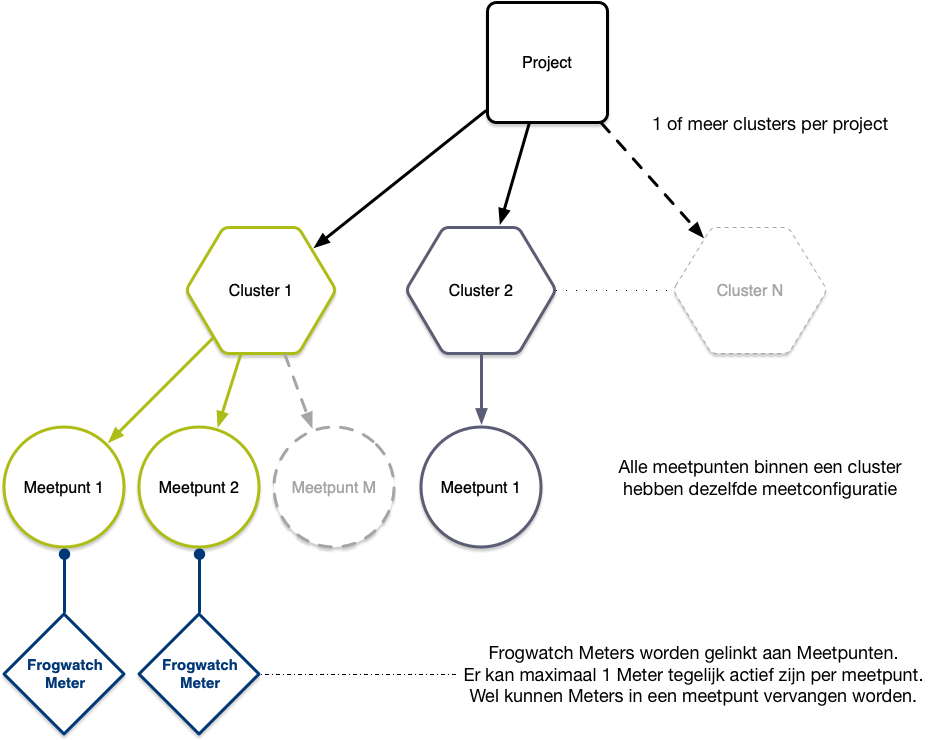 Project
1 of meer clusters per project
Cluster 1
Cluster 2
Cluster N
Meetpunt 1
Meetpunt 2
Meetpunt M
Meetpunt 1
Alle meetpunten binnen een cluster
hebben dezelfde meetconfiguratie
Frogwatch
Meter
Frogwatch
Meter
Frogwatch Meters worden gelinkt aan Meetpunten.
Er kan maximaal 1 Meter tegelijk actief zijn per meetpunt.
Wel kunnen Meters in een meetpunt vervangen worden.